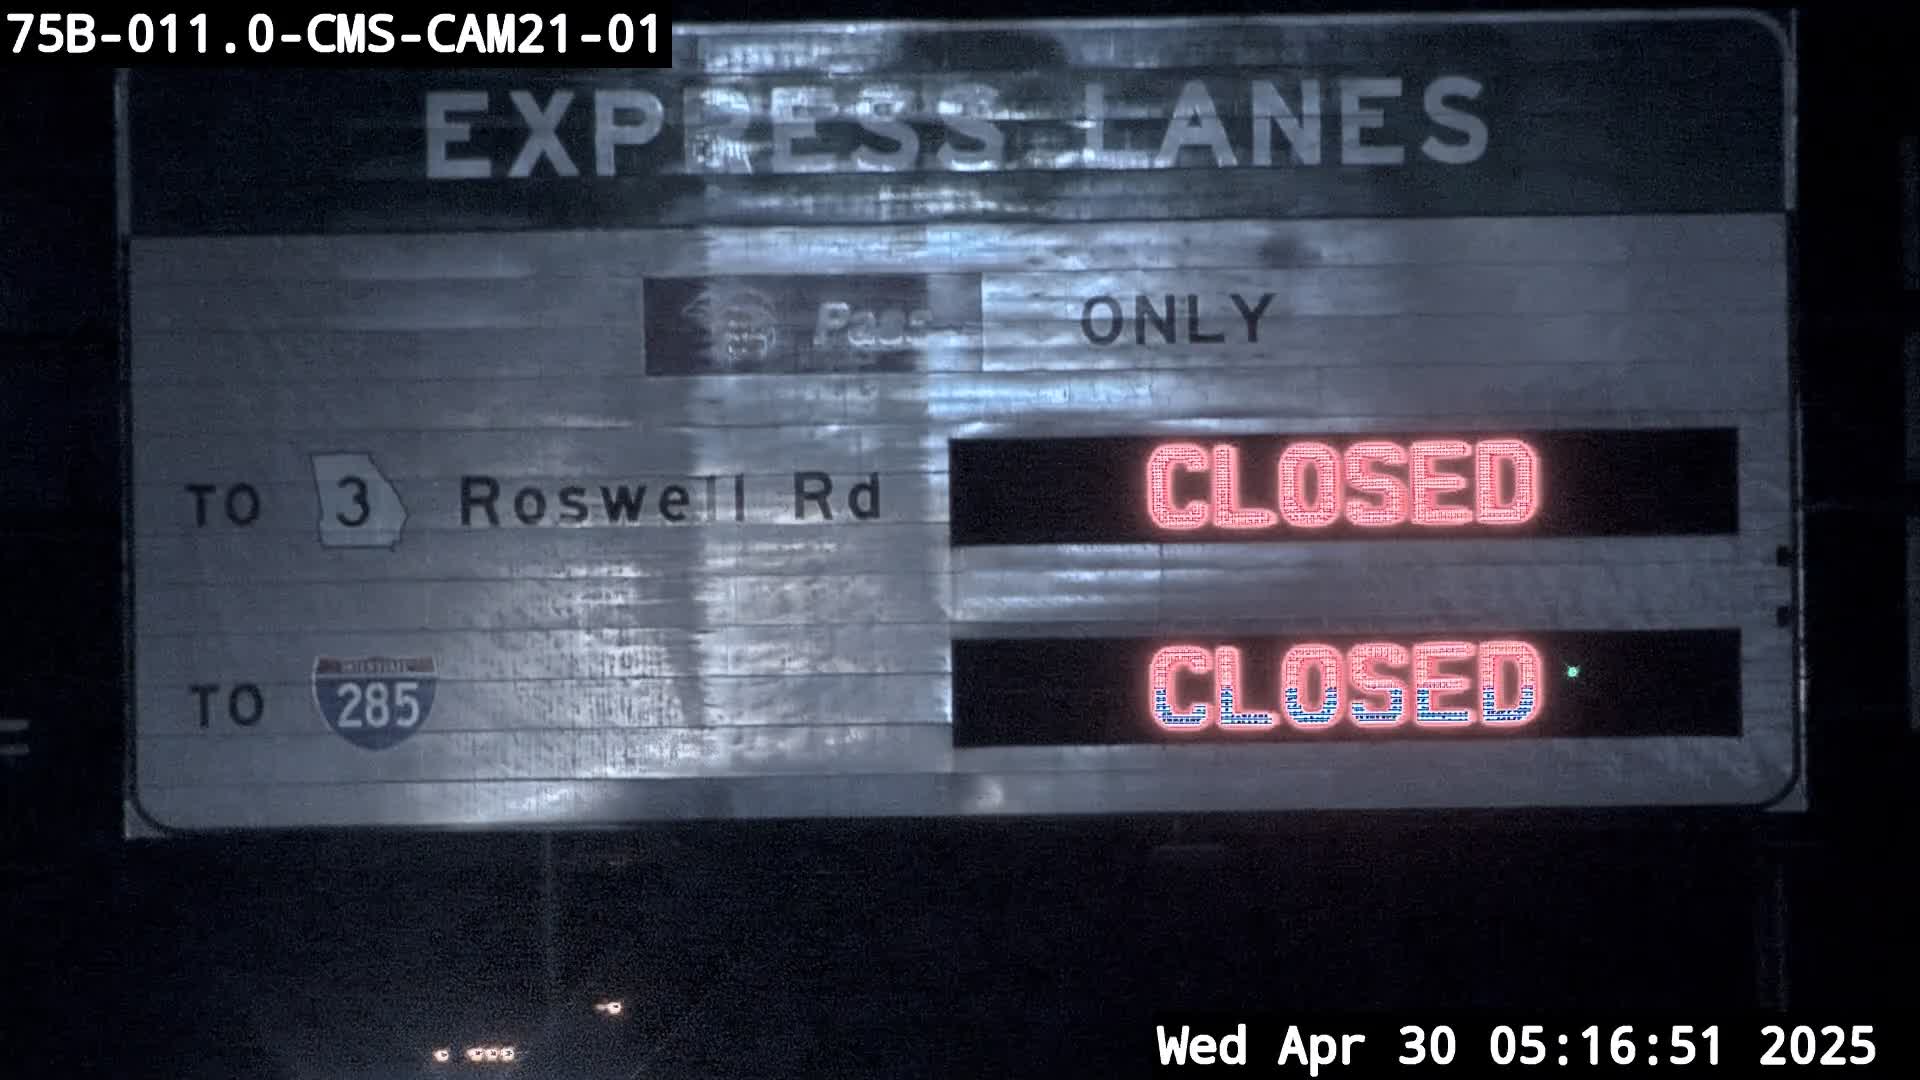 75B-011.0-CMS-CAM21-01
EXPRESS LANES
Pass ONLY
TO 3 Roswell Rd CLOSED
TO 285 CLOSED
Wed Apr 30 05:16:51 2025